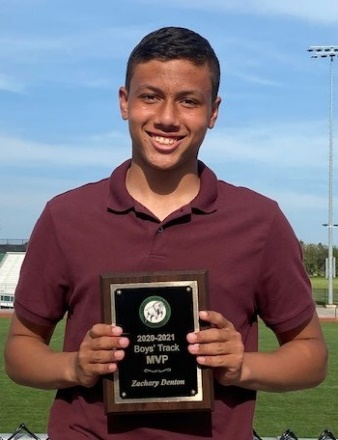 2020-2021
Boys' Track
MVP
Zachary Denton